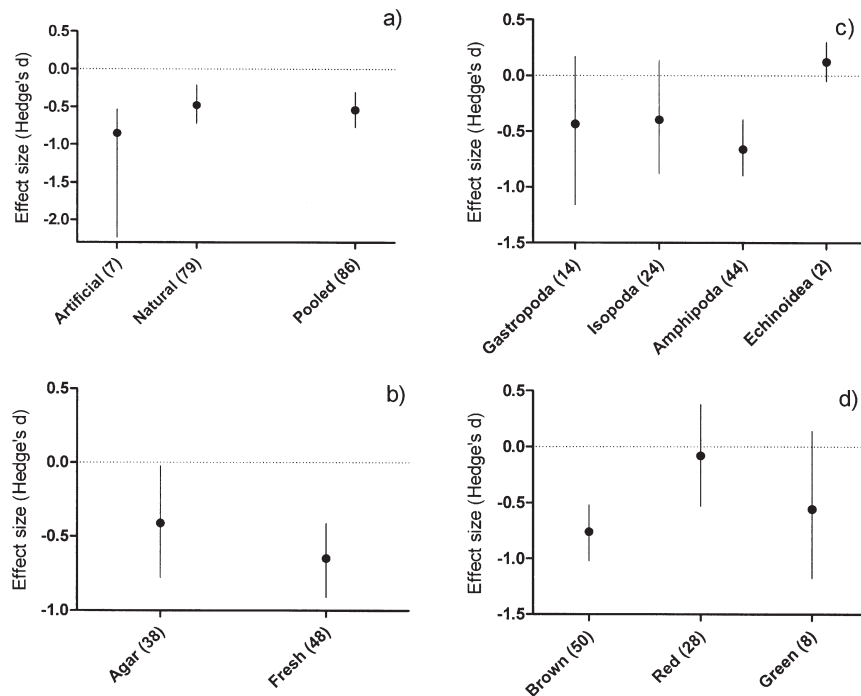 a)
Effect size (Hedge's d)
0.5
0.0
-0.5
-1.0
-1.5
-2.0
Artificial (7)
Natural (79)
Pooled (86)
c)
Effect size (Hedge's d)
0.5
0.0
-0.5
-1.0
-1.5
Gastropoda (14)
Isopoda (24)
Amphipoda (44)
Echinoidea (2)
b)
Effect size (Hedge's d)
0.5
0.0
-0.5
-1.0
Agar (38)
Fresh (48)
d)
Effect size (Hedge's d)
0.5
0.0
-0.5
-1.0
-1.5
Brown (50)
Red (28)
Green (8)